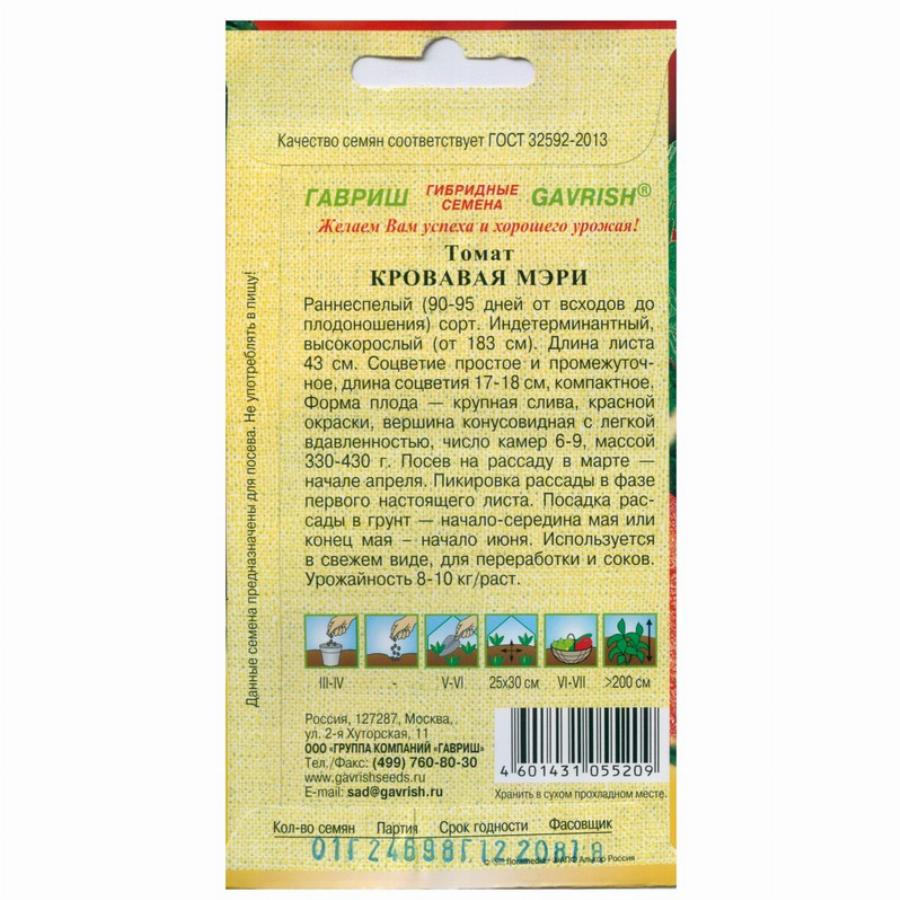 Качество семян соответствует ГОСТ 32592-2013
ГАВРИШ ГИБРИДНЫЕ СЕМЕНА GAVRISH®
Желаем Вам успеха и хорошего урожая!
Томат
КРОВАВАЯ МЭРИ
Раннеспелый (90-95 дней от всходов до
плодоношения) сорт. Индетерминантный,
высокорослый (от 183 см). Длина листа
43 см. Соцветие простое и промежуточ-
ное, длина соцветия 17-18 см, компактное.
Форма плода — крупная слива, красной
окраски, вершина конусовидная с легкой
вдавленностью, число камер 6-9, массой
330-430 г. Посев на рассаду в марте —
начале апреля. Пикировка рассады в фазе
первого настоящего листа. Посадка рас-
сады в грунт — начало-середина мая или
конец мая – начало июня. Используется
в свежем виде, для переработки и соков.
Урожайность 8-10 кг/раст.
III-IV - V-VI 25х30 см VI-VII >200 см
Данные семена предназначены для посева. Не употреблять в пищу!
Россия, 127287, Москва,
ул. 2-я Хуторская, 11
ООО «ГРУППА КОМПАНИЙ «ГАВРИШ»
Тел./Факс: (499) 760-80-30
www.gavrishseeds.ru
E-mail: sad@gavrish.ru
4 601431 055209
Хранить в сухом прохладном месте.
Кол-во семян Партия Срок годности Фасовщик
01Г 24698Г 12 2081
АПФ Алькор Россия